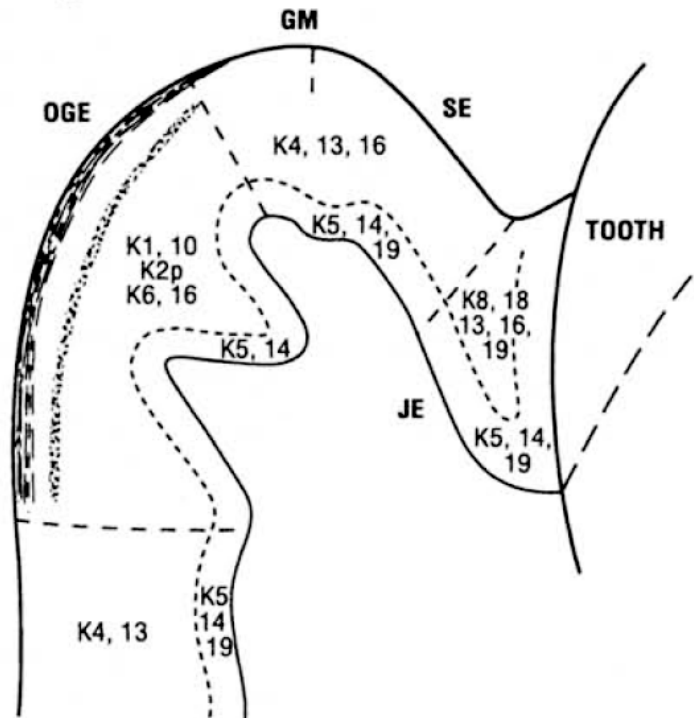 GM
OGE
SE
K4, 13, 16
K5, 14,
19
TOOTH
K1, 10
K2p
K6, 16
K8, 18
13, 16,
19
K5, 14
JE
K5, 14,
19
K4, 13
K5
14
19